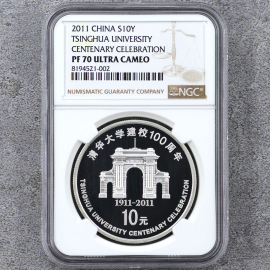 2011 CHINA S10Y
TSINGHUA UNIVERSITY
CENTENARY CELEBRATION
PF 70 ULTRA CAMEO
8194521-002
NUMISMATIC GUARANTY COMPANY
NGC
清华大学建校100周年
1911-2011
10元
TSINGHUA UNIVERSITY CENTENARY CELEBRATION